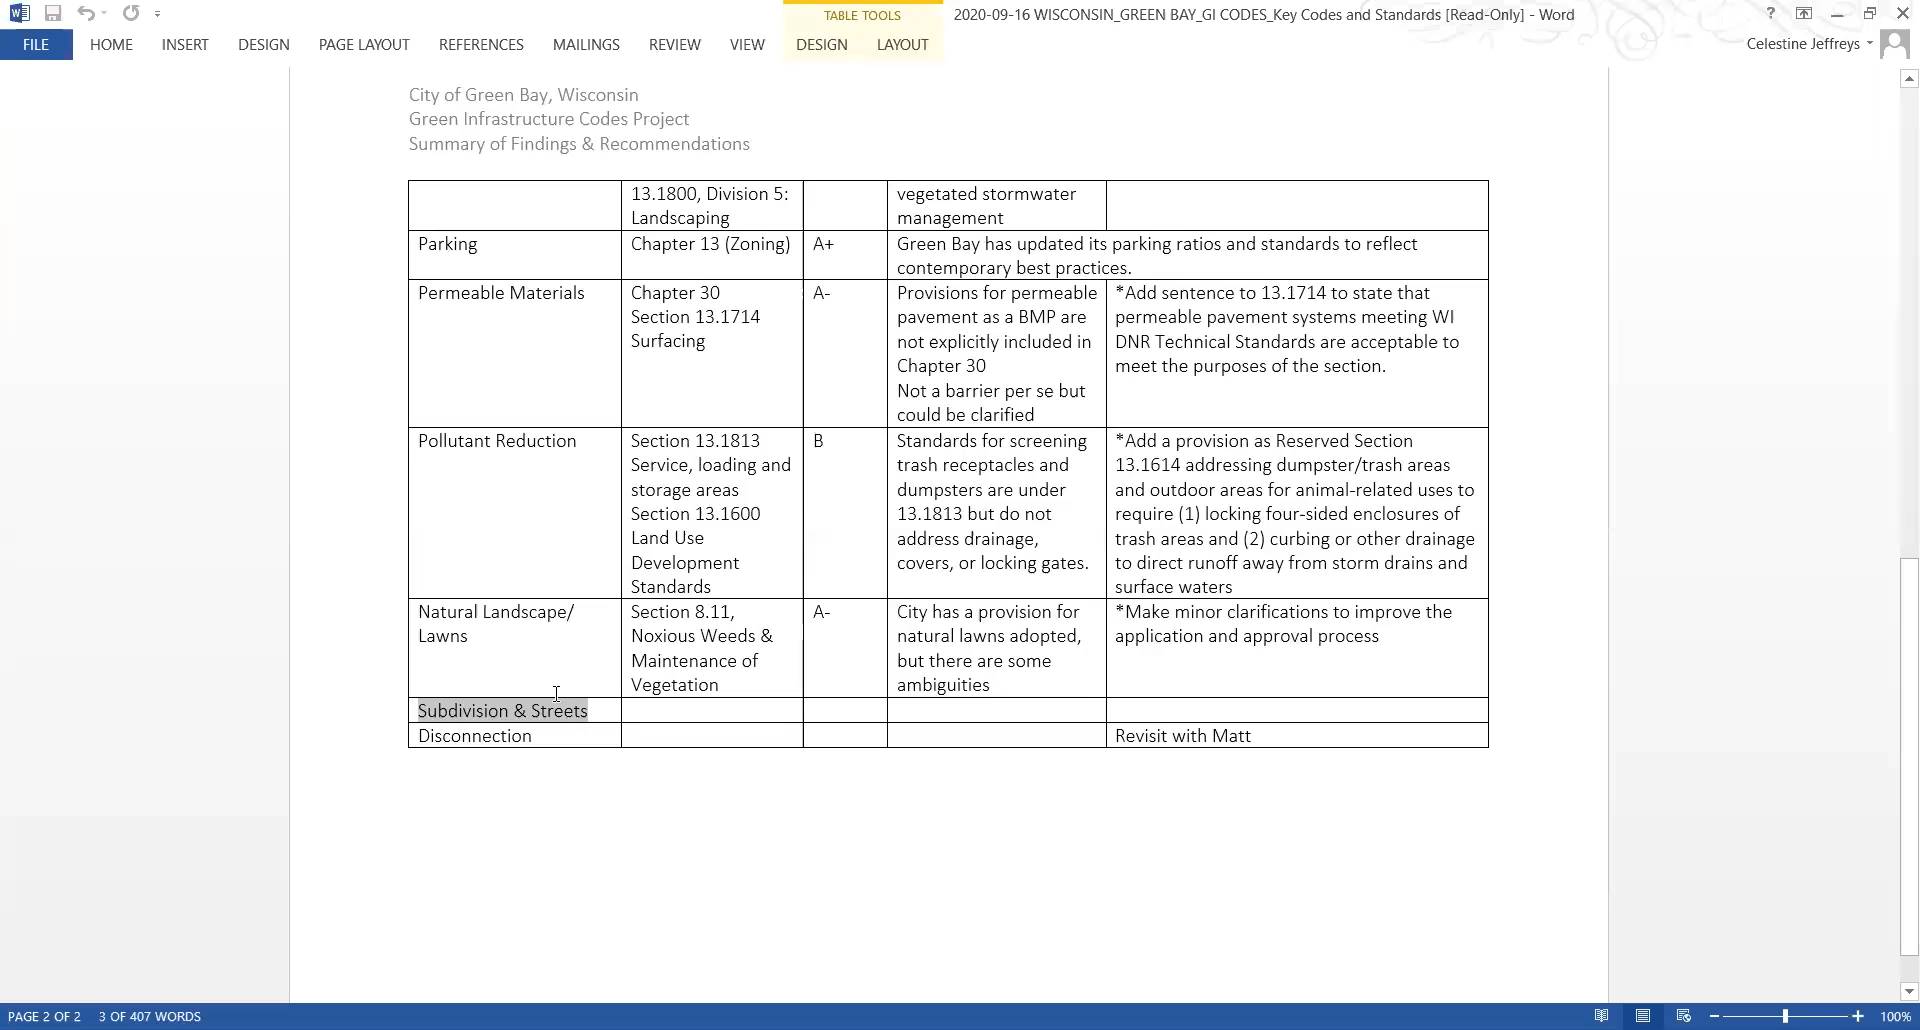 TABLE TOOLS
2020-09-16 WISCONSIN_GREEN BAY_GI CODES_Key Codes and Standards [Read-Only] - Word
?
FILE
HOME
INSERT
DESIGN
PAGE LAYOUT
REFERENCES
MAILINGS
REVIEW
VIEW
DESIGN
LAYOUT
Celestine Jeffreys
City of Green Bay, Wisconsin
Green Infrastructure Codes Project
Summary of Findings & Recommendations
13.1800, Division 5:
Landscaping
vegetated stormwater
management
Parking
Chapter 13 (Zoning)
A+
Green Bay has updated its parking ratios and standards to reflect
contemporary best practices.
Permeable Materials
Chapter 30
Section 13.1714
Surfacing
A-
Provisions for permeable
pavement as a BMP are
not explicitly included in
Chapter 30
Not a barrier per se but
could be clarified
*Add sentence to 13.1714 to state that
permeable pavement systems meeting WI
DNR Technical Standards are acceptable to
meet the purposes of the section.
Pollutant Reduction
Section 13.1813
Service, loading and
storage areas
Section 13.1600
Land Use
Development
Standards
B
Standards for screening
trash receptacles and
dumpsters are under
13.1813 but do not
address drainage,
covers, or locking gates.
*Add a provision as Reserved Section
13.1614 addressing dumpster/trash areas
and outdoor areas for animal-related uses to
require (1) locking four-sided enclosures of
trash areas and (2) curbing or other drainage
to direct runoff away from storm drains and
surface waters
Natural Landscape/
Lawns
Section 8.11,
Noxious Weeds &
Maintenance of
Vegetation
A-
City has a provision for
natural lawns adopted,
but there are some
ambiguities
*Make minor clarifications to improve the
application and approval process
Subdivision & Streets
Disconnection
Revisit with Matt
PAGE 2 OF 2
3 OF 407 WORDS
100%